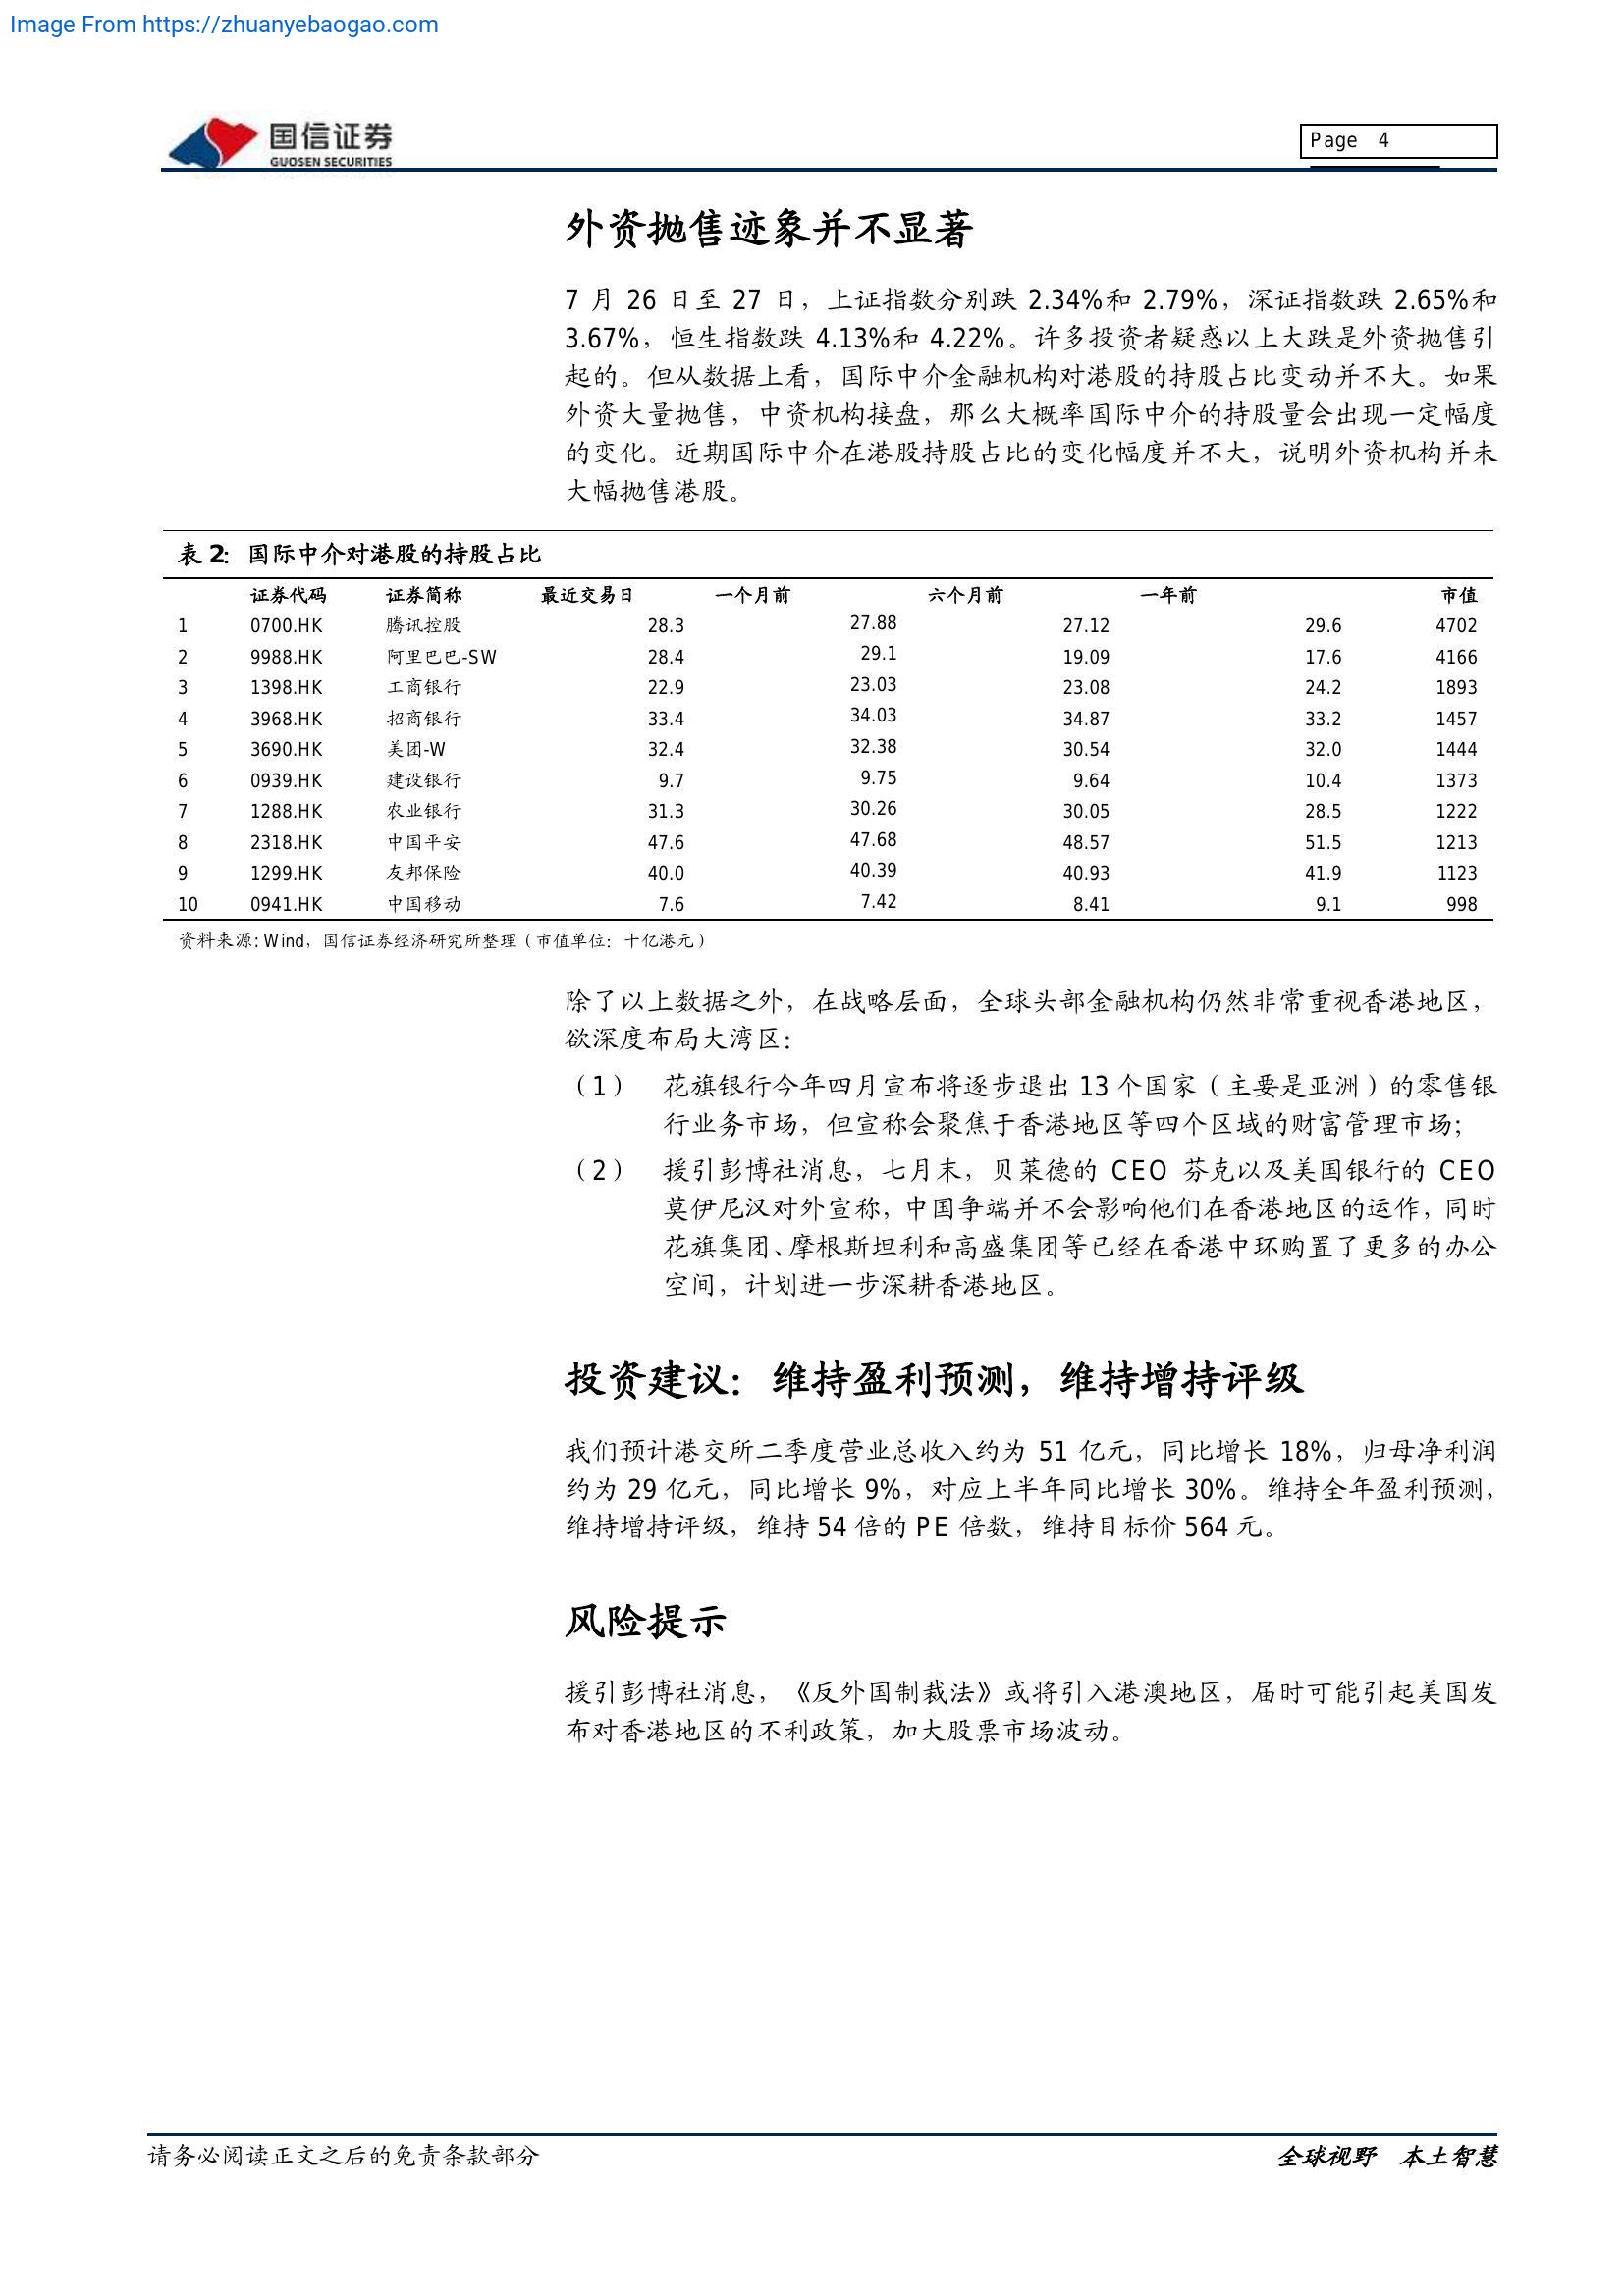 Image From https://zhuanyebaogao.com
国信证券
GUOSEN SECURITIES
Page 4
外资抛售迹象并不显著
7 月 26 日至 27 日，上证指数分别跌 2.34%和 2.79%，深证指数跌 2.65%和
3.67%，恒生指数跌 4.13%和 4.22%。许多投资者疑惑以上大跌是外资抛售引
起的。但从数据上看，国际中介金融机构对港股的持股占比变动并不大。如果
外资大量抛售，中资机构接盘，那么大概率国际中介的持股量会出现一定幅度
的变化。近期国际中介在港股持股占比的变化幅度并不大，说明外资机构并未
大幅抛售港股。
表 2：国际中介对港股的持股占比
证券代码 证券简称 最近交易日 一个月前 六个月前 一年前 市值
1 0700.HK 腾讯控股 28.3 27.88 27.12 29.6 4702
2 9988.HK 阿里巴巴-SW 28.4 29.1 19.09 17.6 4166
3 1398.HK 工商银行 22.9 23.03 23.08 24.2 1893
4 3968.HK 招商银行 33.4 34.03 34.87 33.2 1457
5 3690.HK 美团-W 32.4 32.38 30.54 32.0 1444
6 0939.HK 建设银行 9.7 9.75 9.64 10.4 1373
7 1288.HK 农业银行 31.3 30.26 30.05 28.5 1222
8 2318.HK 中国平安 47.6 47.68 48.57 51.5 1213
9 1299.HK 友邦保险 40.0 40.39 40.93 41.9 1123
10 0941.HK 中国移动 7.6 7.42 8.41 9.1 998
资料来源: Wind，国信证券经济研究所整理（市值单位：十亿港元）
除了以上数据之外，在战略层面，全球头部金融机构仍然非常重视香港地区，
欲深度布局大湾区：
（1） 花旗银行今年四月宣布将逐步退出 13 个国家（主要是亚洲）的零售银
行业务市场，但宣称会聚焦于香港地区等四个区域的财富管理市场；
（2） 援引彭博社消息，七月末，贝莱德的 CEO 芬克以及美国银行的 CEO
莫伊尼汉对外宣称，中国争端并不会影响他们在香港地区的运作，同时
花旗集团、摩根斯坦利和高盛集团等已经在香港中环购置了更多的办公
空间，计划进一步深耕香港地区。
投资建议：维持盈利预测，维持增持评级
我们预计港交所二季度营业总收入约为 51 亿元，同比增长 18%，归母净利润
约为 29 亿元，同比增长 9%，对应上半年同比增长 30%。维持全年盈利预测，
维持增持评级，维持 54 倍的 PE 倍数，维持目标价 564 元。
风险提示
援引彭博社消息，《反外国制裁法》或将引入港澳地区，届时可能引起美国发
布对香港地区的不利政策，加大股票市场波动。
请务必阅读正文之后的免责条款部分
全球视野 本土智慧